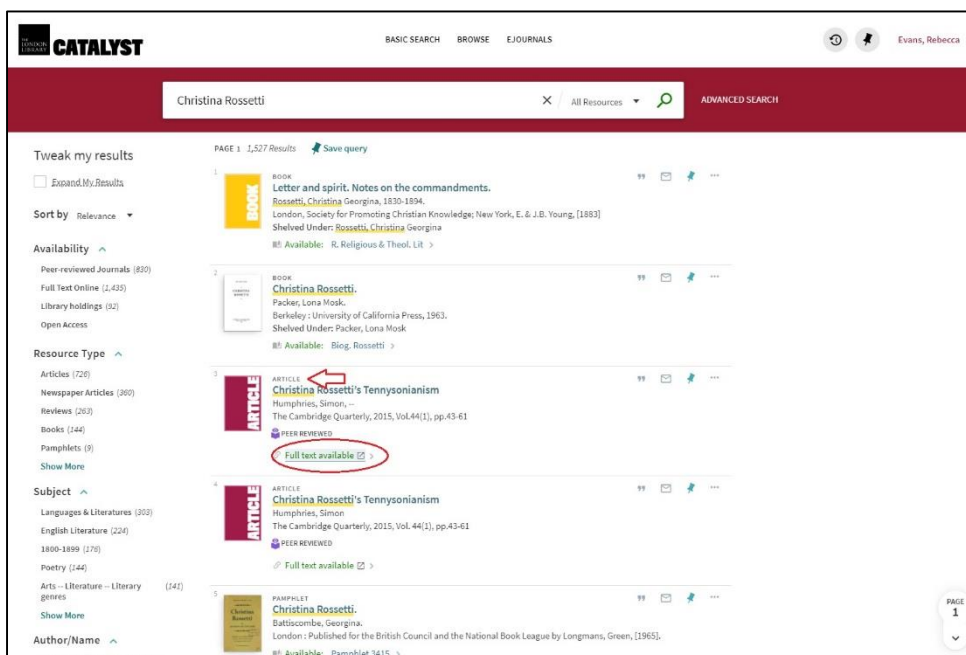 THE
LONDON
LIBRARY
CATALYST
BASIC SEARCH BROWSE EJOURNALS
Evans, Rebecca
Christina Rossetti
All Resources
ADVANCED SEARCH
Tweak my results
Expand My Results
Sort by Relevance
Availability
Peer-reviewed Journals (830)
Full Text Online (1,435)
Library holdings (92)
Open Access
Resource Type
Articles (726)
Newspaper Articles (360)
Reviews (263)
Books (144)
Pamphlets (9)
Show More
Subject
Languages & Literatures (303)
English Literature (224)
1800-1899 (178)
Poetry (144)
Arts -- Literature -- Literary genres (141)
Show More
Author/Name
PAGE 1 1,527 Results Save query
1
BOOK
BOOK
Letter and spirit. Notes on the commandments.
Rossetti, Christina Georgina, 1830-1894.
London, Society for Promoting Christian Knowledge; New York, E. & J.B. Young, [1883]
Shelved Under: Rossetti, Christina Georgina
Available: R. Religious & Theol. Lit >
2
BOOK
Christina Rossetti.
Packer, Lona Mosk.
Berkeley : University of California Press, 1963.
Shelved Under: Packer, Lona Mosk
Available: Biog. Rossetti >
3
ARTICLE
ARTICLE
Christina Rossetti's Tennysonianism
Humphries, Simon, --
The Cambridge Quarterly, 2015, Vol.44(1), pp.43-61
PEER REVIEWED
Full text available >
4
ARTICLE
ARTICLE
Christina Rossetti's Tennysonianism
Humphries, Simon
The Cambridge Quarterly, 2015, Vol. 44(1), pp.43-61
PEER REVIEWED
Full text available >
5
Christina
Rossetti
PAMPHLET
Christina Rossetti.
Battiscombe, Georgina.
London : Published for the British Council and the National Book League by Longmans, Green, [1965].
Available: Pamphlet 3415 >
PAGE
1